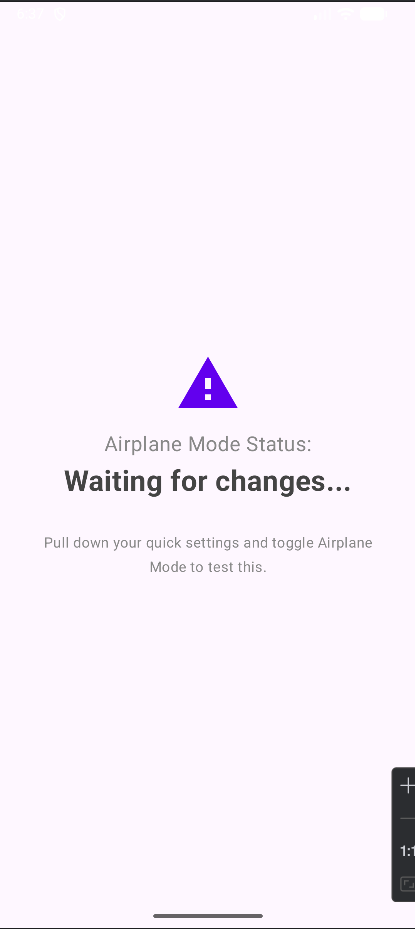 Airplane Mode Status:
Waiting for changes...
Pull down your quick settings and toggle Airplane
Mode to test this.